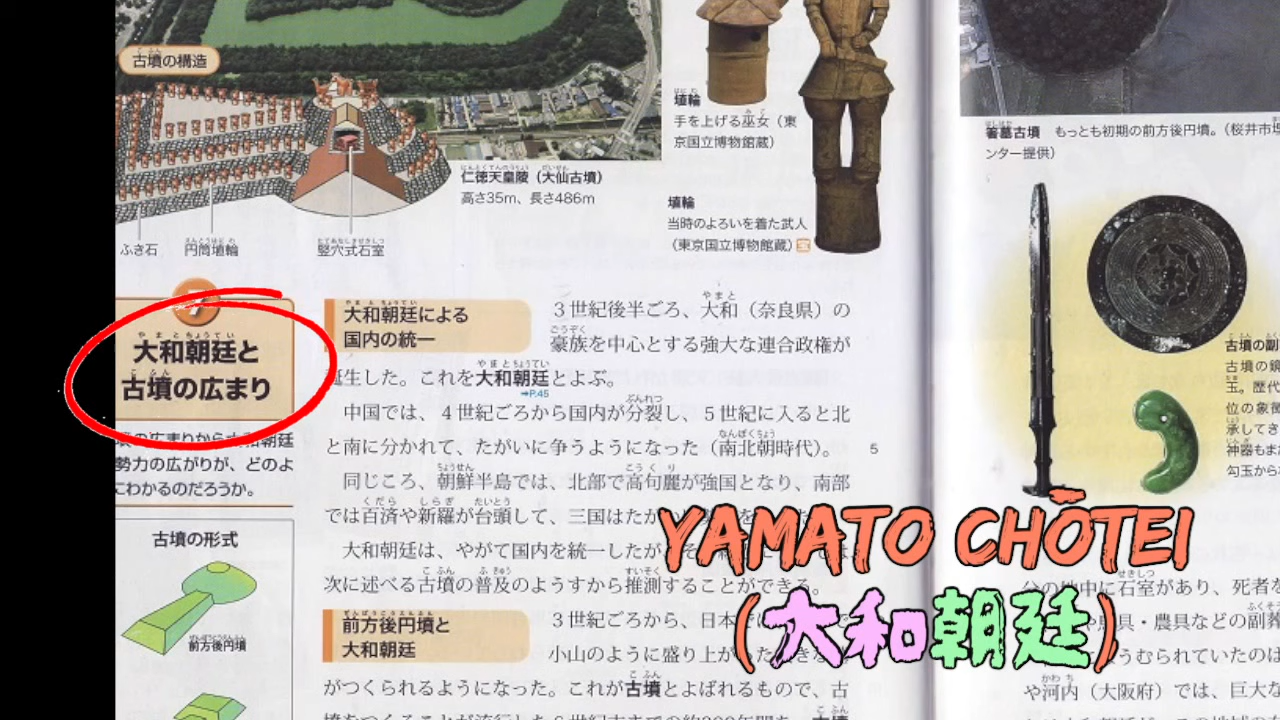 古墳の構造
ふき石
円筒埴輪
竪穴式石室
仁徳天皇陵(大仙古墳)
高さ35m、長さ486m
埴輪
手を上げる巫女(東
京国立博物館蔵)
埴輪
当時のよろいを着た武人
(東京国立博物館蔵)宝
箸墓古墳 もっとも初期の前方後円墳。(桜井市
ンター提供)
7
大和朝廷と
古墳の広まり
の広まりから大和朝廷
勢力の広がりが、どのよ
にわかるのだろうか。
古墳の形式
前方後円墳
大和朝廷による
国内の統一
3世紀後半ごろ、大和(奈良県)の
豪族を中心とする強大な連合政権が
誕生した。これを大和朝廷とよぶ。
➡P.45
中国では、4世紀ごろから国内が分裂し、5世紀に入ると北
と南に分かれて、たがいに争うようになった(南北朝時代)。 5
同じころ、朝鮮半島では、北部で高句麗が強国となり、南部
では百済や新羅が台頭して、三国はたがい
大和朝廷は、やがて国内を統一したが、そ
次に述べる古墳の普及のようすから推測することができる。
前方後円墳と
大和朝廷
3世紀ごろから、日本では
小山のように盛り上がった
がつくられるようになった。これが古墳とよばれるもので、古
古墳の副
古墳の鏡
玉。歴代
位の象徴
承してき
神器もま
勾玉から
の地中に石室があり、死者
具・農具などの副葬
うむられていたのは
や河内(大阪府)では、巨大な
YAMATO CHŌTEI
(大和朝廷)